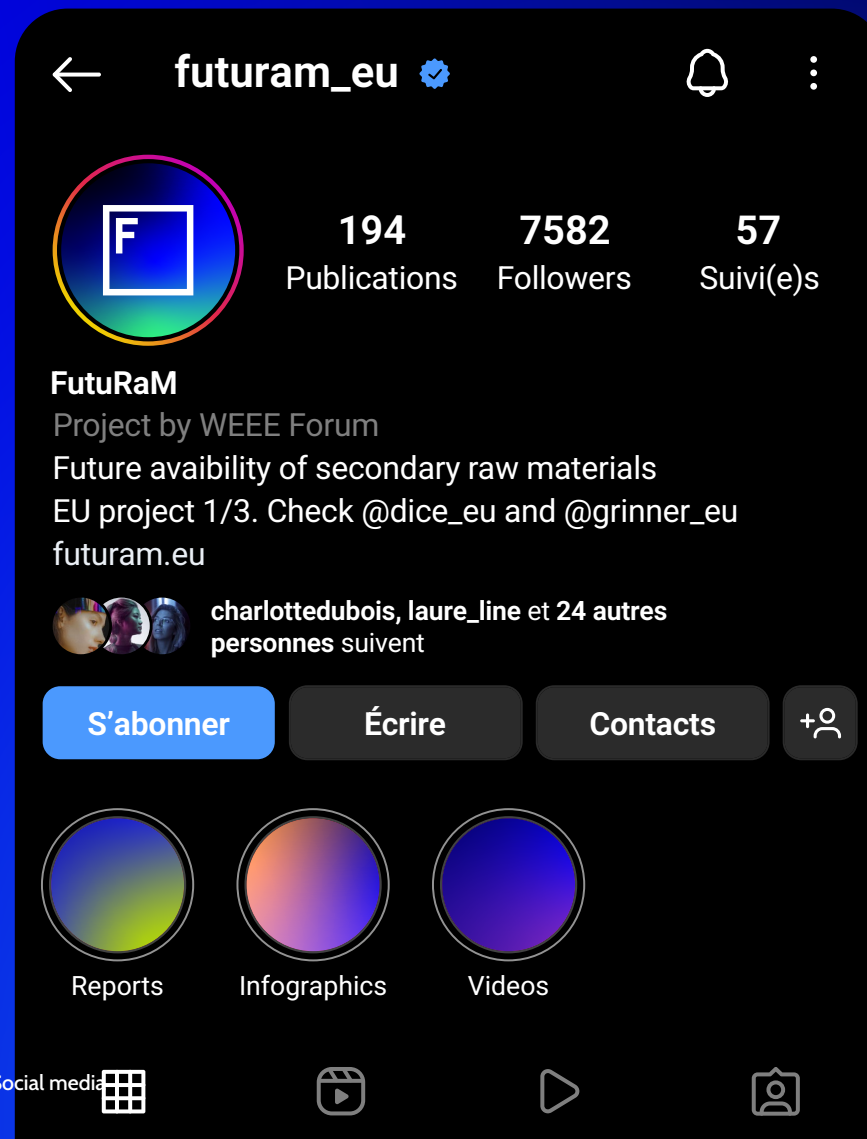 futuram_eu
F
194 7582 57
Publications Followers Suivi(e)s
FutuRaM
Project by WEEE Forum
Future avaibility of secondary raw materials
EU project 1/3. Check @dice_eu and @grinner_eu
futuram.eu
charlottedubois, laure_line et 24 autres
personnes suivent
S’abonner Écrire Contacts
Reports Infographics Videos
Social media